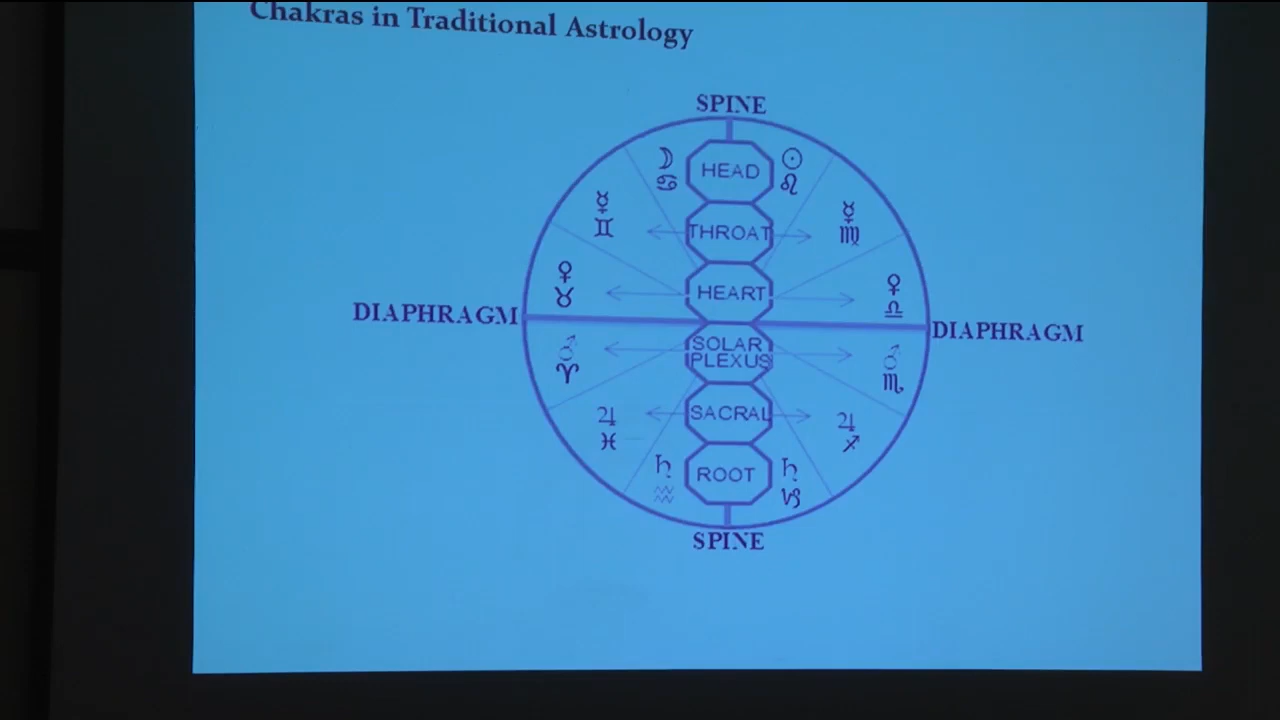 Chakras in Traditional Astrology
SPINE
☽ HEAD ☉
♋ ♌
☿ ☿
♊ THROAT ♍
♀ ♀
♉ HEART ♎
DIAPHRAGM DIAPHRAGM
♂ SOLAR ♂
♈ PLEXUS ♏
♃ SACRAL ♃
♓ ♐
♄ ROOT ♄
♒ ♑
SPINE